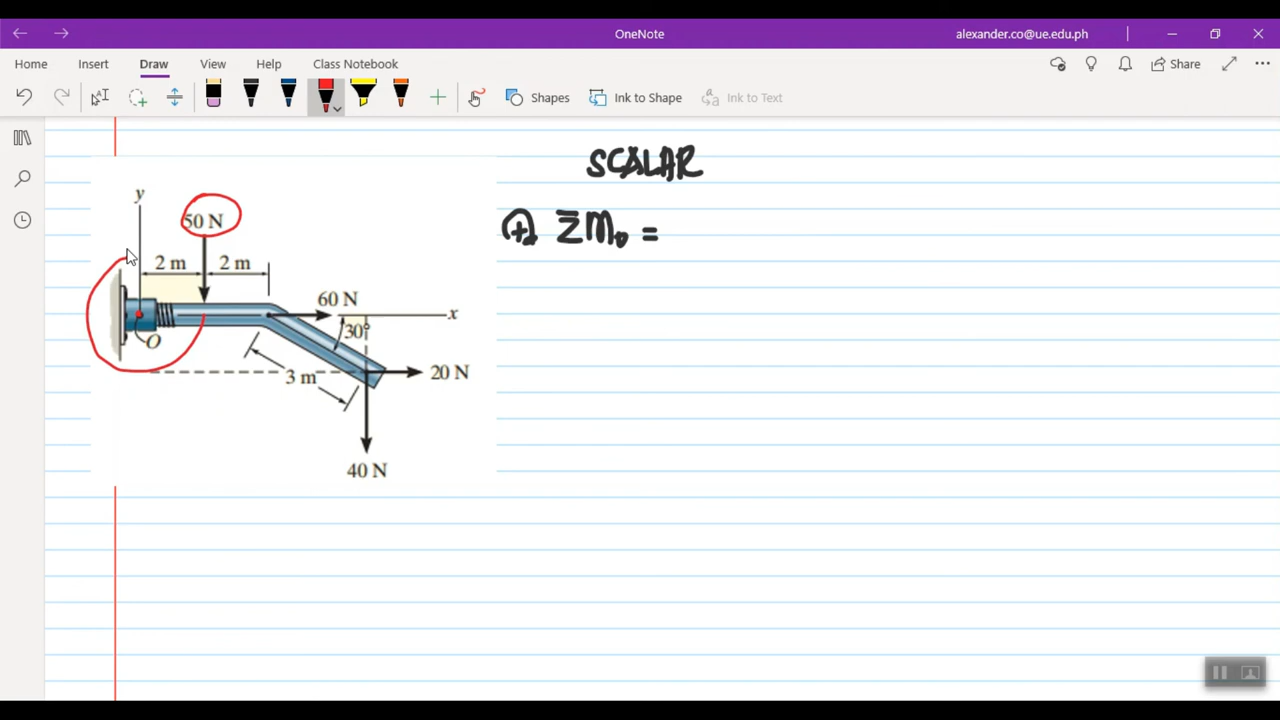 OneNote
alexander.co@ue.edu.ph
Home Insert Draw View Help Class Notebook
Share
Shapes
Ink to Shape
Ink to Text
SCALAR
y
50 N
ΣMo =
2 m 2 m
60 N
x
30°
O
3 m
20 N
40 N